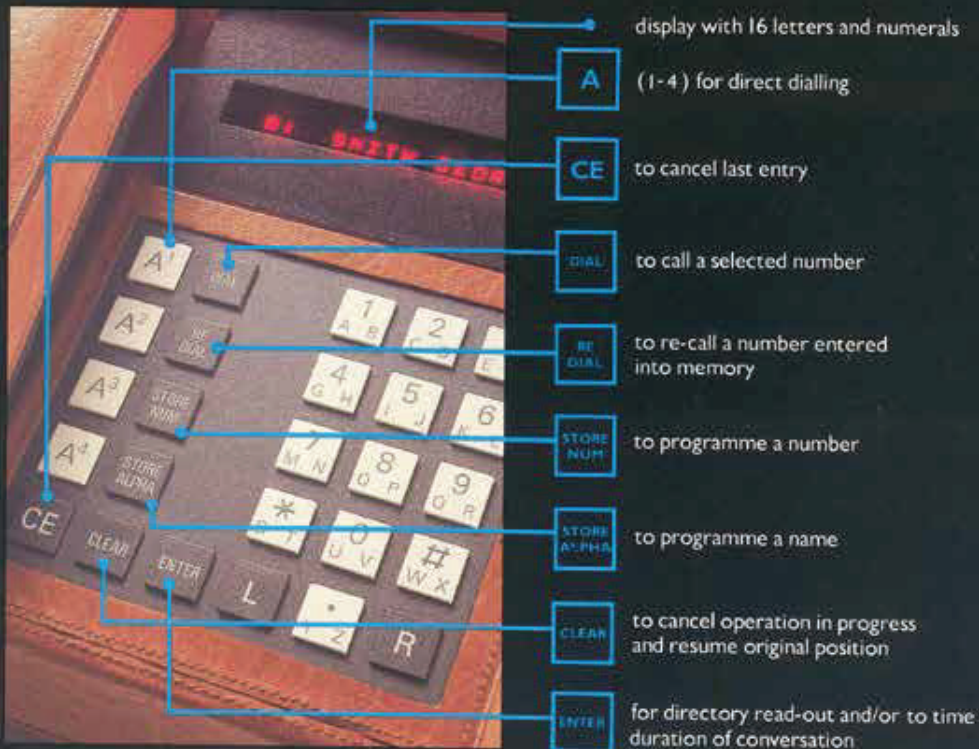 display with 16 letters and numerals
A
(1-4) for direct dialling
CE
to cancel last entry
DIAL
to call a selected number
RE
DIAL
to re-call a number entered
into memory
STORE
NUM
to programme a number
STORE
ALPHA
to programme a name
CLEAR
to cancel operation in progress
and resume original position
ENTER
for directory read-out and/or to time
duration of conversation
SMITH
A1
DIAL
1
A B
2
E
A2
RE
DIAL
4
G H
5
I J
6
K L
A3
STORE
NUM
7
M N
8
O P
9
Q R
A4
STORE
ALPHA
*
S T
0
U V
#
W X
CE
CLEAR
ENTER
L
•
Y Z
R